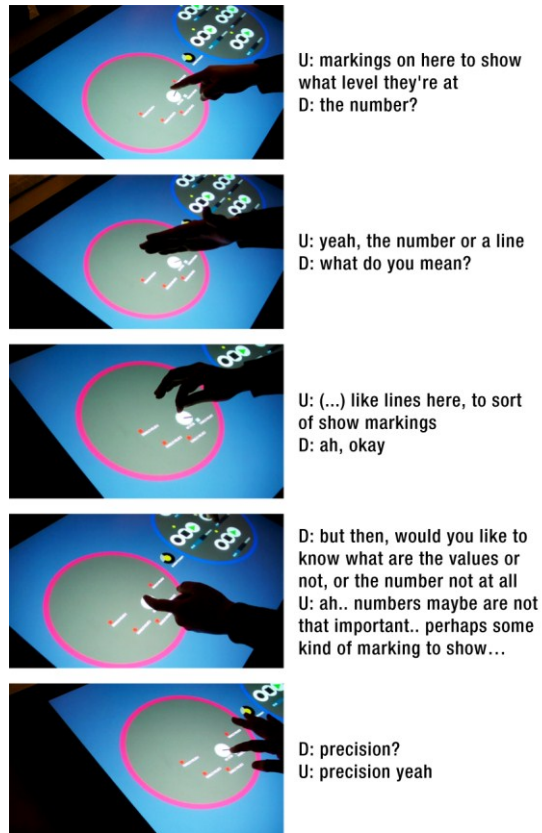 U: markings on here to show
what level they're at
D: the number?
U: yeah, the number or a line
D: what do you mean?
U: (...) like lines here, to sort
of show markings
D: ah, okay
D: but then, would you like to
know what are the values or
not, or the number not at all
U: ah.. numbers maybe are not
that important.. perhaps some
kind of marking to show...
D: precision?
U: precision yeah